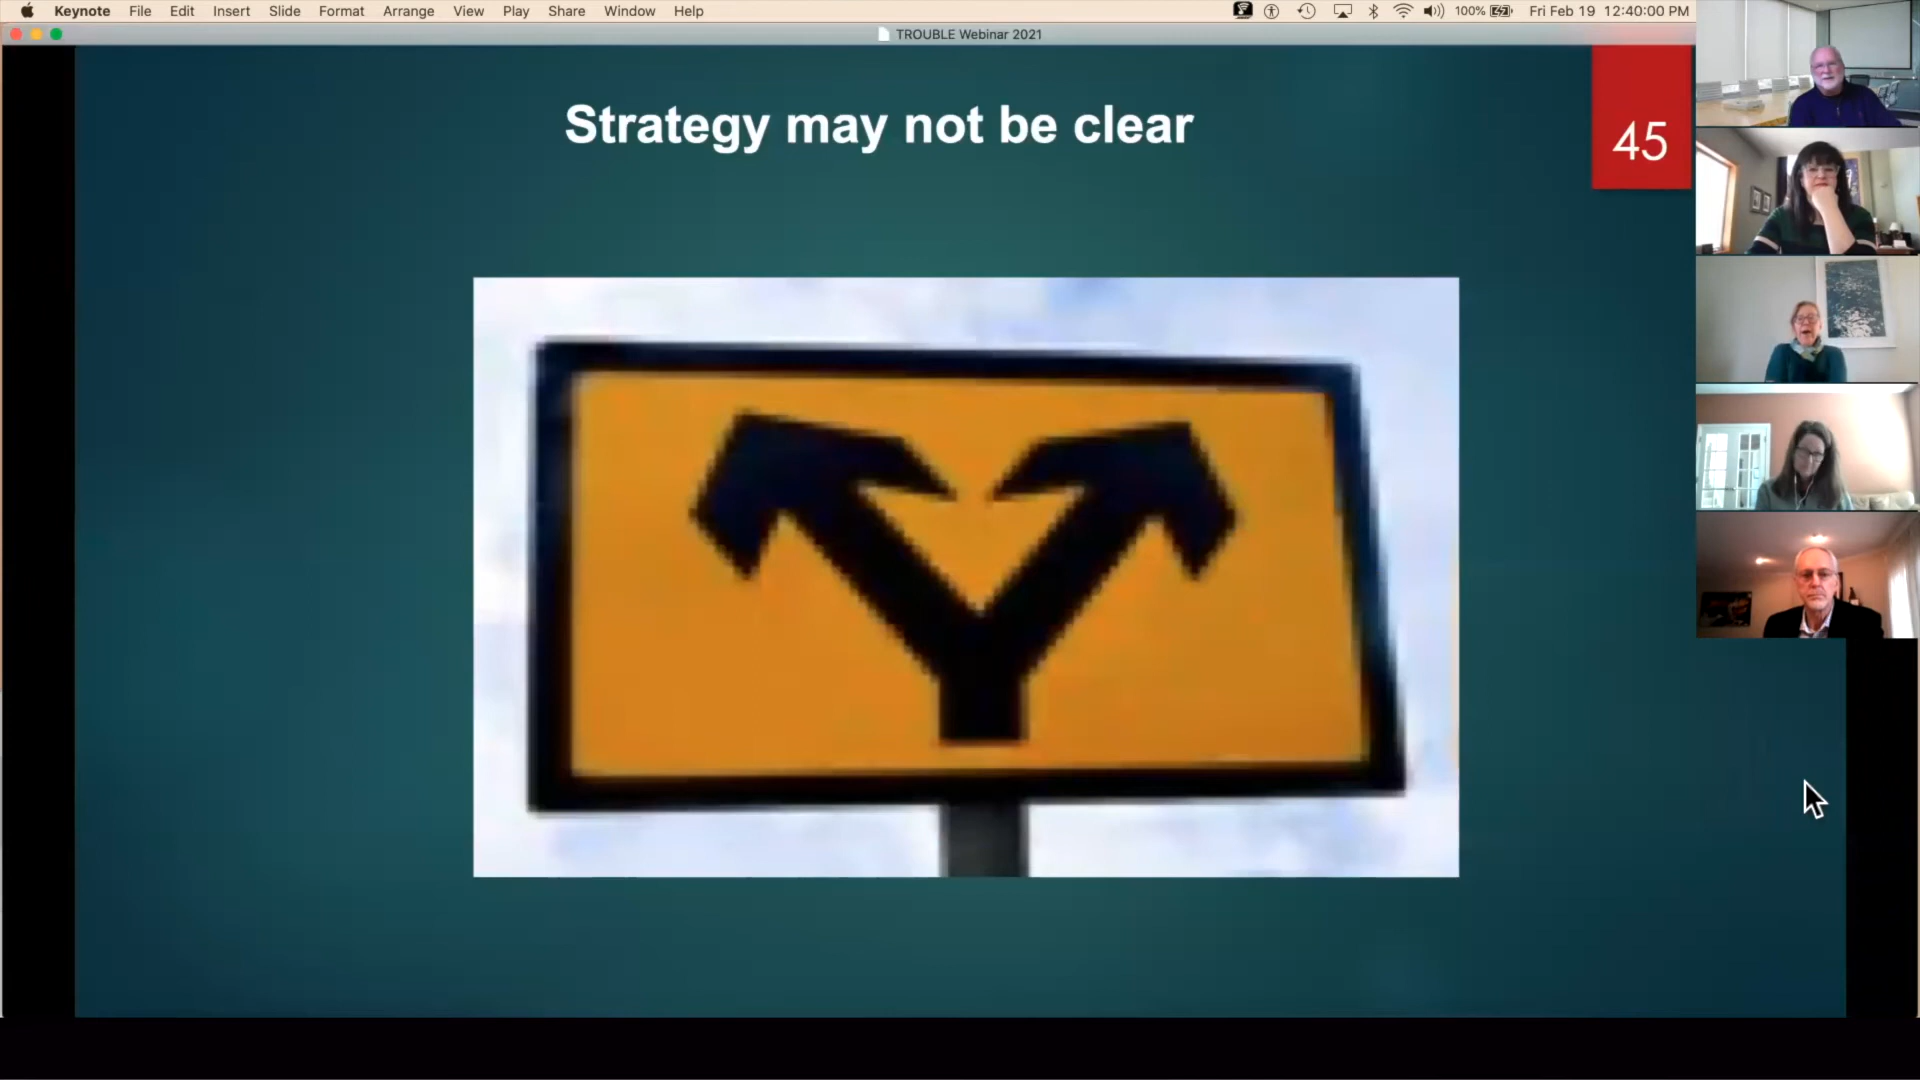 Keynote File Edit Insert Slide Format Arrange View Play Share Window Help 100% Fri Feb 19 12:40:00 PM
TROUBLE Webinar 2021
Strategy may not be clear
45